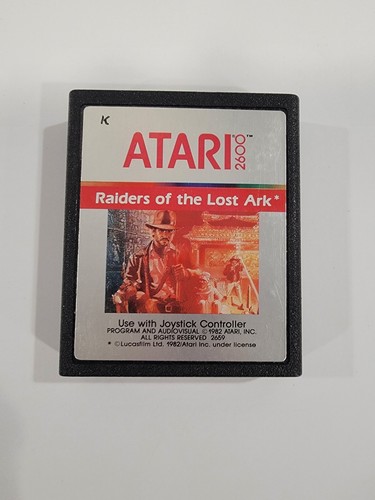 K
ATARI 2600™
Raiders of the Lost Ark*
Use with Joystick Controller
PROGRAM AND AUDIOVISUAL ©1982 ATARI, INC.
ALL RIGHTS RESERVED 2659
* ©Lucasfilm Ltd. 1982/Atari Inc. under license